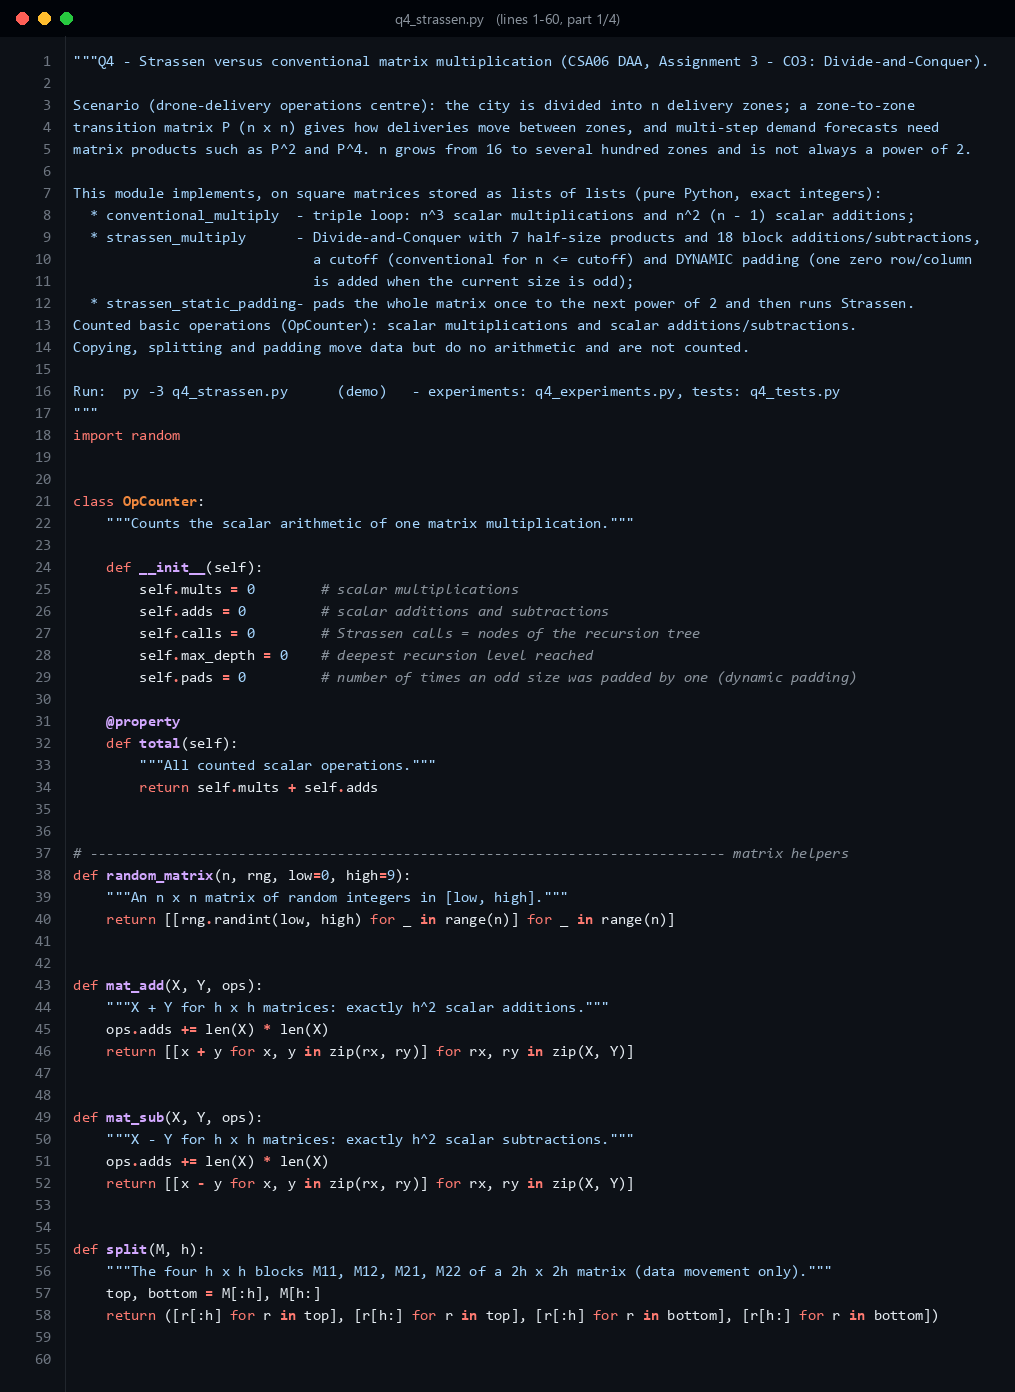 q4_strassen.py (lines 1-60, part 1/4)
1 """Q4 - Strassen versus conventional matrix multiplication (CSA06 DAA, Assignment 3 - CO3: Divide-and-Conquer).
2
3 Scenario (drone-delivery operations centre): the city is divided into n delivery zones; a zone-to-zone
4 transition matrix P (n x n) gives how deliveries move between zones, and multi-step demand forecasts need
5 matrix products such as P^2 and P^4. n grows from 16 to several hundred zones and is not always a power of 2.
6
7 This module implements, on square matrices stored as lists of lists (pure Python, exact integers):
8   * conventional_multiply  - triple loop: n^3 scalar multiplications and n^2 (n - 1) scalar additions;
9   * strassen_multiply      - Divide-and-Conquer with 7 half-size products and 18 block additions/subtractions,
10                              a cutoff (conventional for n <= cutoff) and DYNAMIC padding (one zero row/column
11                              is added when the current size is odd);
12   * strassen_static_padding- pads the whole matrix once to the next power of 2 and then runs Strassen.
13 Counted basic operations (OpCounter): scalar multiplications and scalar additions/subtractions.
14 Copying, splitting and padding move data but do no arithmetic and are not counted.
15
16 Run:  py -3 q4_strassen.py      (demo)   - experiments: q4_experiments.py, tests: q4_tests.py
17 """
18 import random
19
20
21 class OpCounter:
22     """Counts the scalar arithmetic of one matrix multiplication."""
23
24     def __init__(self):
25         self.mults = 0        # scalar multiplications
26         self.adds = 0         # scalar additions and subtractions
27         self.calls = 0        # Strassen calls = nodes of the recursion tree
28         self.max_depth = 0    # deepest recursion level reached
29         self.pads = 0         # number of times an odd size was padded by one (dynamic padding)
30
31     @property
32     def total(self):
33         """All counted scalar operations."""
34         return self.mults + self.adds
35
36
37 # ----------------------------------------------------------------------------- matrix helpers
38 def random_matrix(n, rng, low=0, high=9):
39     """An n x n matrix of random integers in [low, high]."""
40     return [[rng.randint(low, high) for _ in range(n)] for _ in range(n)]
41
42
43 def mat_add(X, Y, ops):
44     """X + Y for h x h matrices: exactly h^2 scalar additions."""
45     ops.adds += len(X) * len(X)
46     return [[x + y for x, y in zip(rx, ry)] for rx, ry in zip(X, Y)]
47
48
49 def mat_sub(X, Y, ops):
50     """X - Y for h x h matrices: exactly h^2 scalar subtractions."""
51     ops.adds += len(X) * len(X)
52     return [[x - y for x, y in zip(rx, ry)] for rx, ry in zip(X, Y)]
53
54
55 def split(M, h):
56     """The four h x h blocks M11, M12, M21, M22 of a 2h x 2h matrix (data movement only)."""
57     top, bottom = M[:h], M[h:]
58     return ([r[:h] for r in top], [r[h:] for r in top], [r[:h] for r in bottom], [r[h:] for r in bottom])
59
60